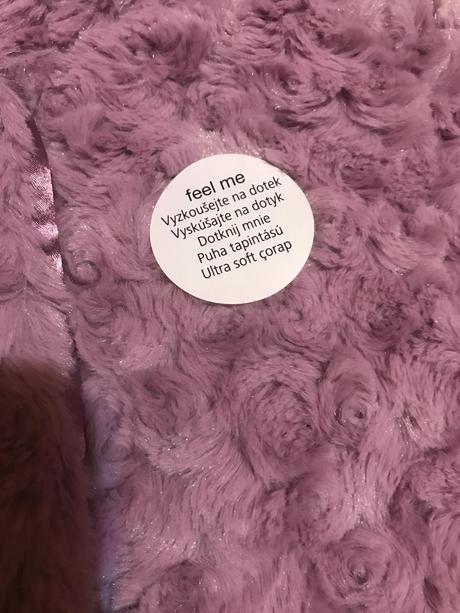 feel me
Vyzkoušejte na dotek
Vyskúšajte na dotyk
Dotknij mnie
Puha tapintású
Ultra soft çorap